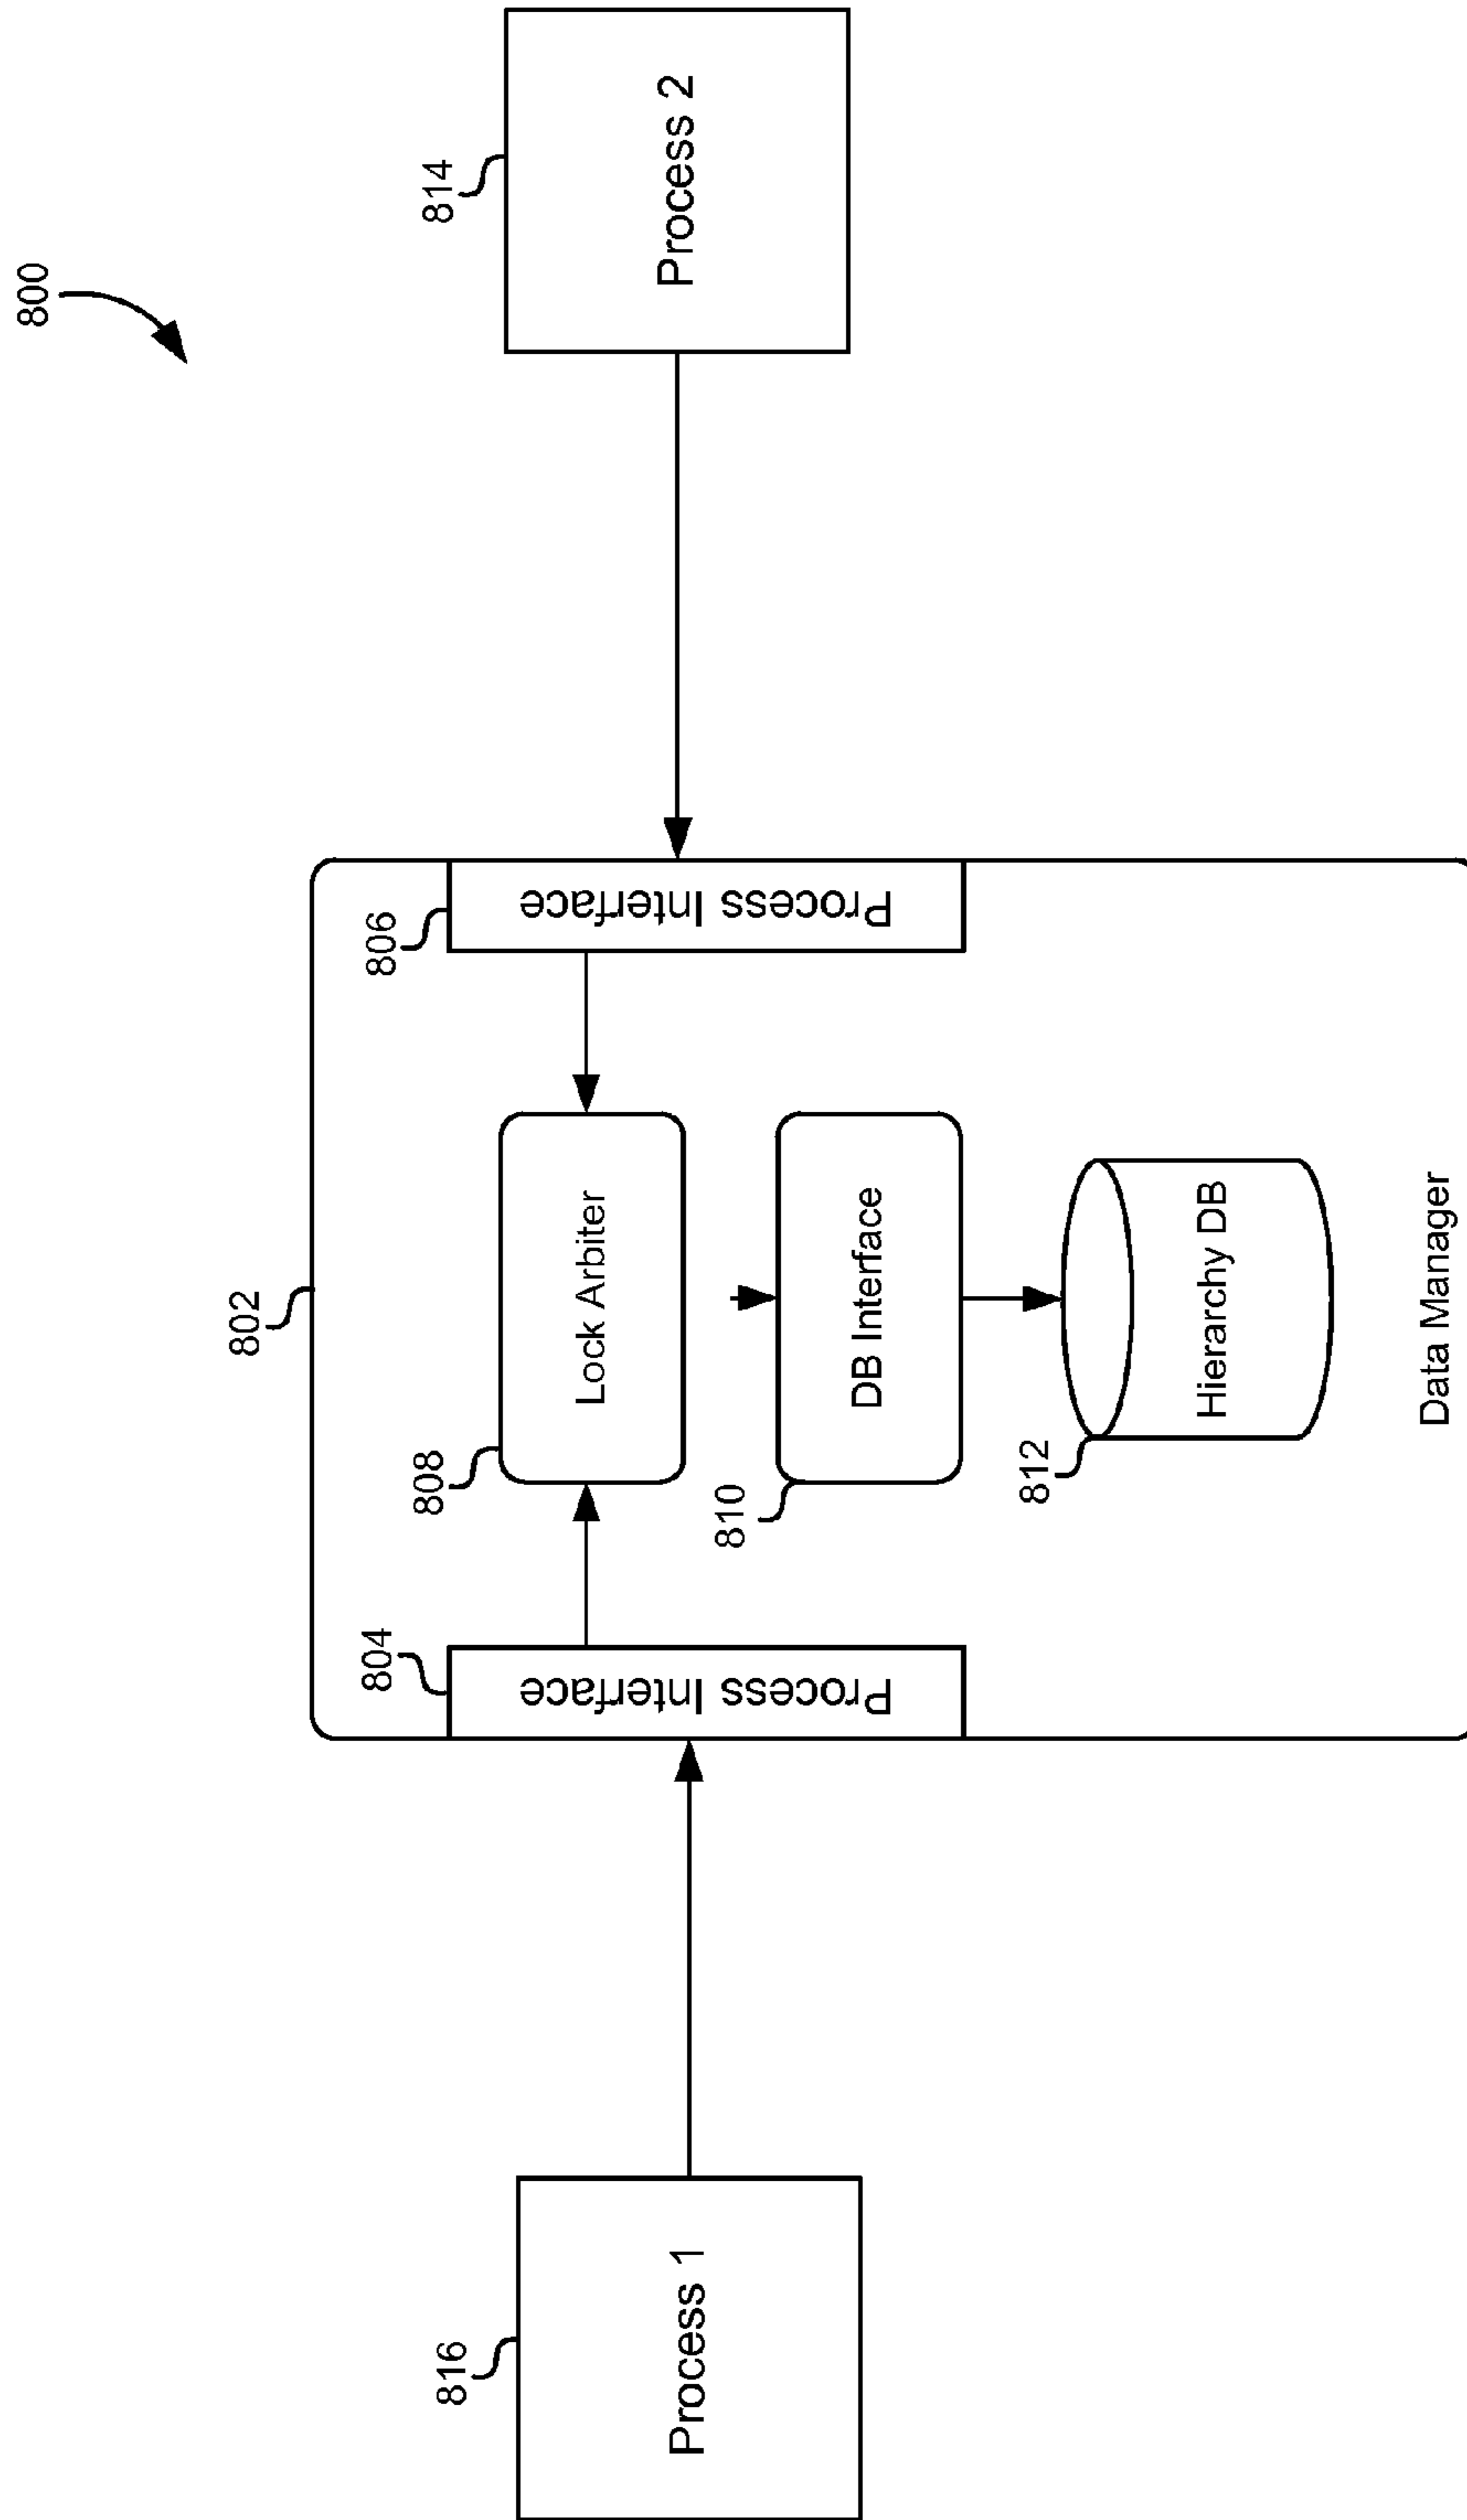 800
802
804
806
816
808
814
Process 1
Process Interface
Lock Arbiter
Process Interface
Process 2
810
DB Interface
812
Hierarchy DB
Data Manager